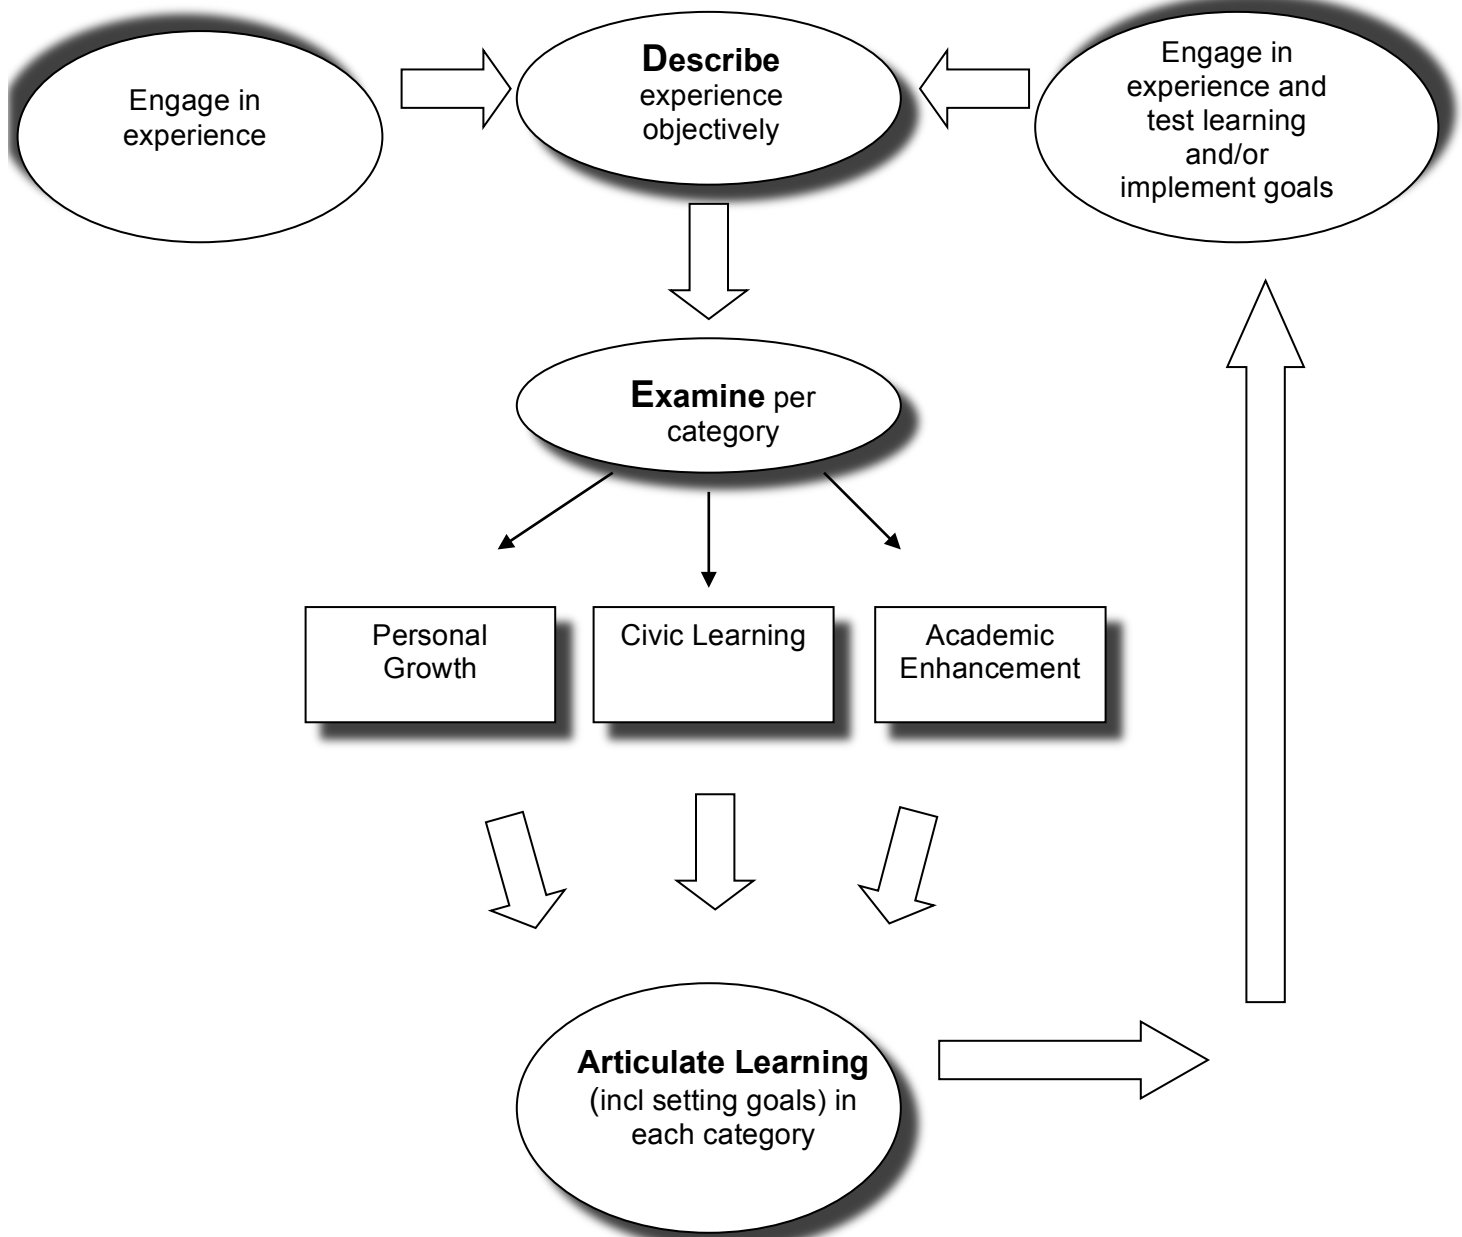 Engage in
experience
Describe
experience
objectively
Engage in
experience and
test learning
and/or
implement goals
Examine per
category
Personal
Growth
Civic Learning
Academic
Enhancement
Articulate Learning
(incl setting goals) in
each category